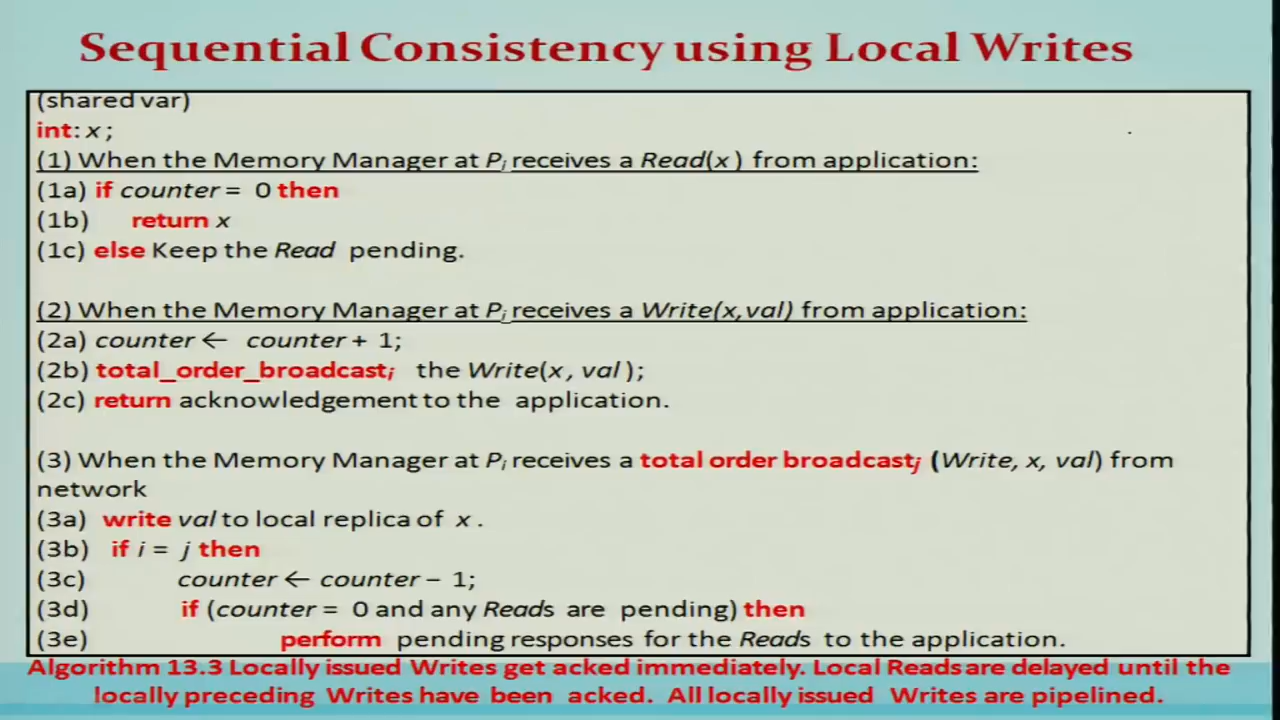 Sequential Consistency using Local Writes
(shared var)
int: x ;
(1) When the Memory Manager at Pi receives a Read(x ) from application:
(1a) if counter = 0 then
(1b) return x
(1c) else Keep the Read pending.
(2) When the Memory Manager at Pi receives a Write(x,val) from application:
(2a) counter ← counter + 1;
(2b) total_order_broadcasti the Write(x , val );
(2c) return acknowledgement to the application.
(3) When the Memory Manager at Pi receives a total order broadcastj (Write, x, val) from
network
(3a) write val to local replica of x .
(3b) if i = j then
(3c) counter ← counter − 1;
(3d) if (counter = 0 and any Reads are pending) then
(3e) perform pending responses for the Reads to the application.
Algorithm 13.3 Locally issued Writes get acked immediately. Local Reads are delayed until the
locally preceding Writes have been acked. All locally issued Writes are pipelined.